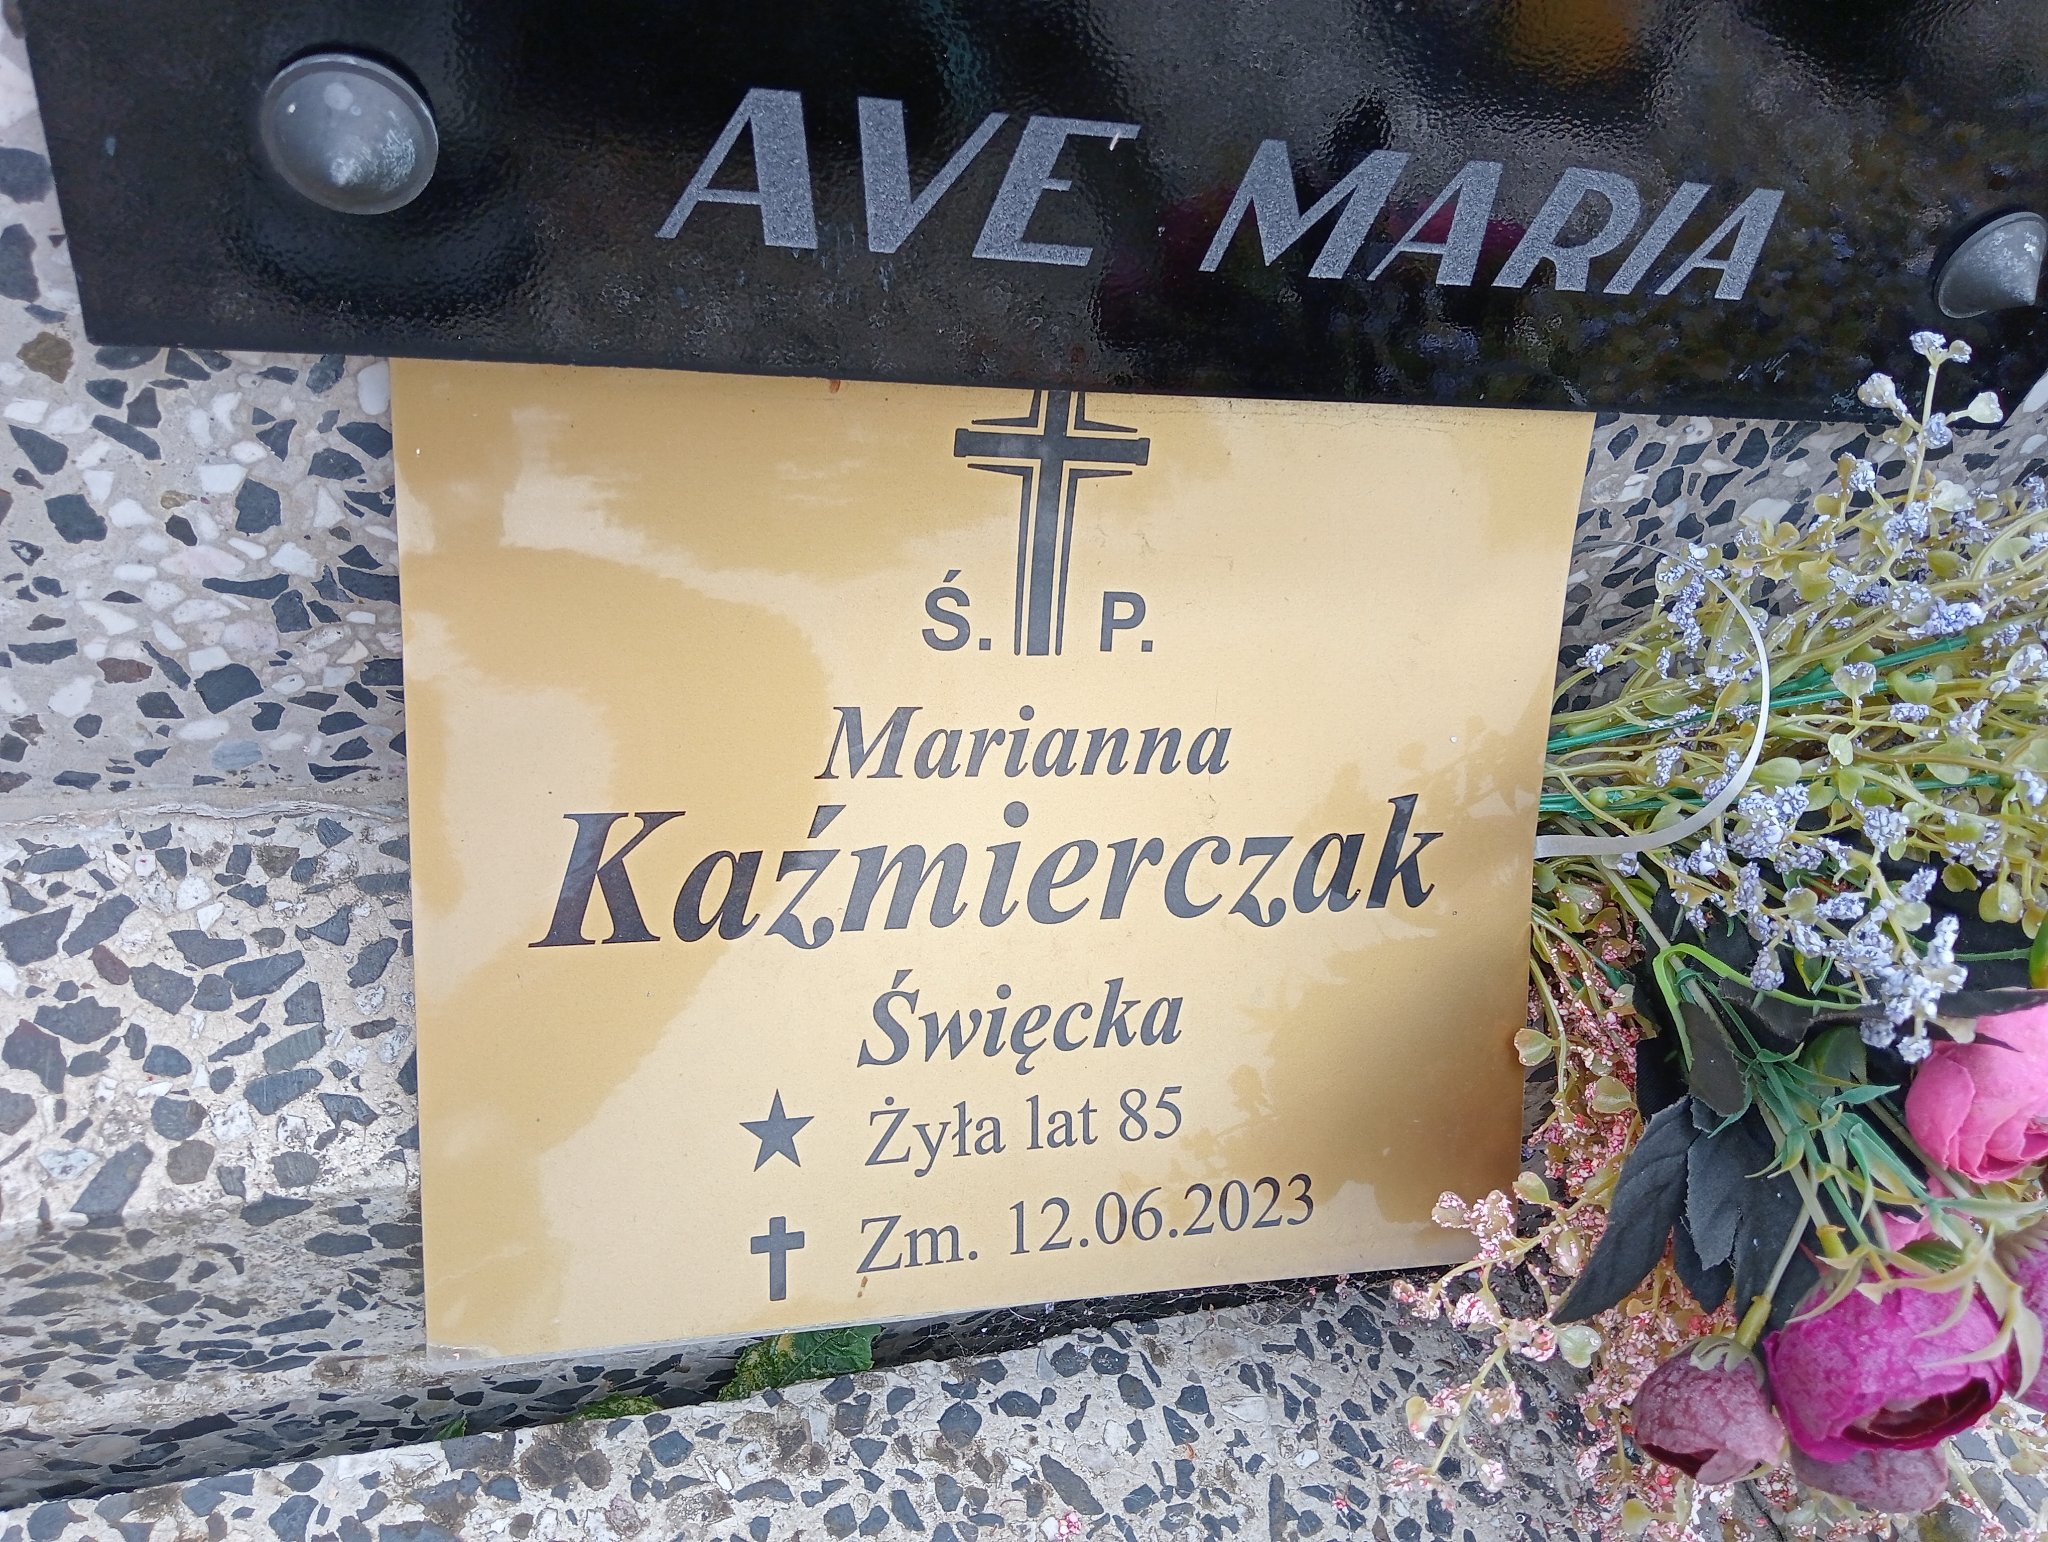 AVE MARIA
Ś. P.
Marianna
Kaźmierczak
Święcka
Żyła lat 85
Zm. 12.06.2023